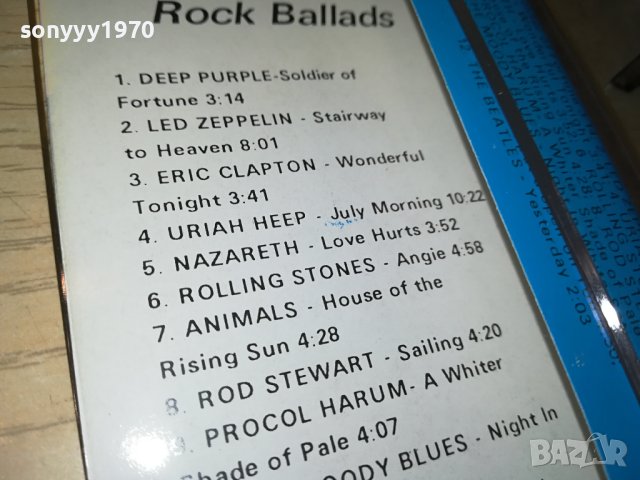 sonyyy1970
Rock Ballads
1. DEEP PURPLE-Soldier of
Fortune 3:14
2. LED ZEPPELIN - Stairway
to Heaven 8:01
3. ERIC CLAPTON - Wonderful
Tonight 3:41
4. URIAH HEEP - July Morning 10:22
5. NAZARETH - Love Hurts 3:52
6. ROLLING STONES - Angie 4:58
7. ANIMALS - House of the
Rising Sun 4:28
8. ROD STEWART - Sailing 4:20
9. PROCOL HARUM- A Whiter
Shade of Pale 4:07
OODY BLUES - Night In
12. THE BEATLES - Yesterday 2:03
BAZAR
bg